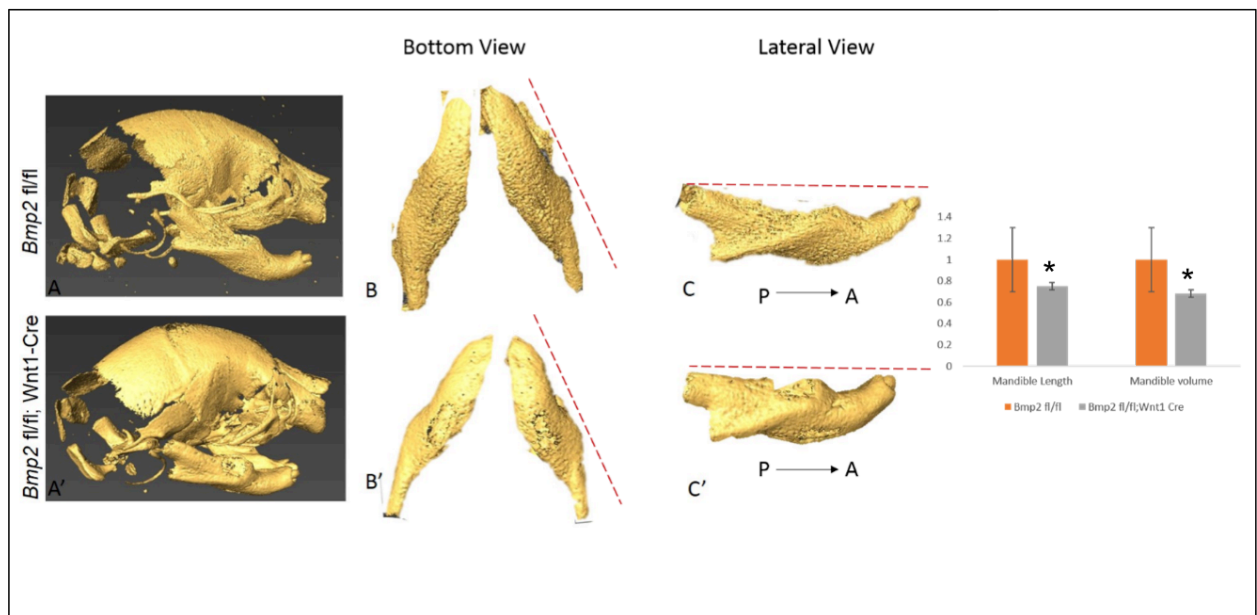 Bottom View
Lateral View
Bmp2 fl/fl
A
B
C
P A
Bmp2 fl/fl; Wnt1-Cre
A’
B’
C’
P A
1.4
1.2
1
0.8
0.6
0.4
0.2
0
*
*
Mandible Length
Mandible volume
Bmp2 fl/fl
Bmp2 fl/fl;Wnt1 Cre